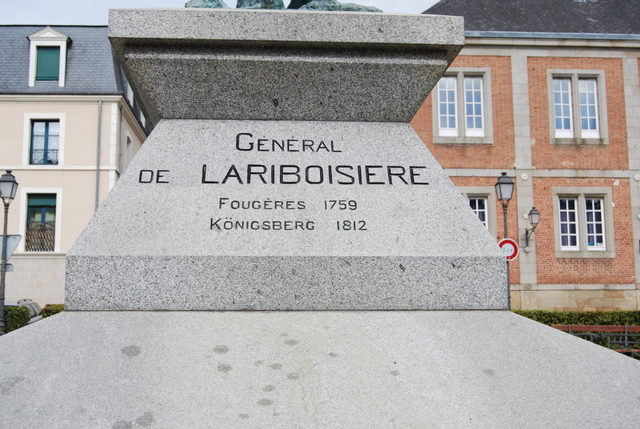 Général
de LARIBOISIERE
Fougères 1759
Königsberg 1812